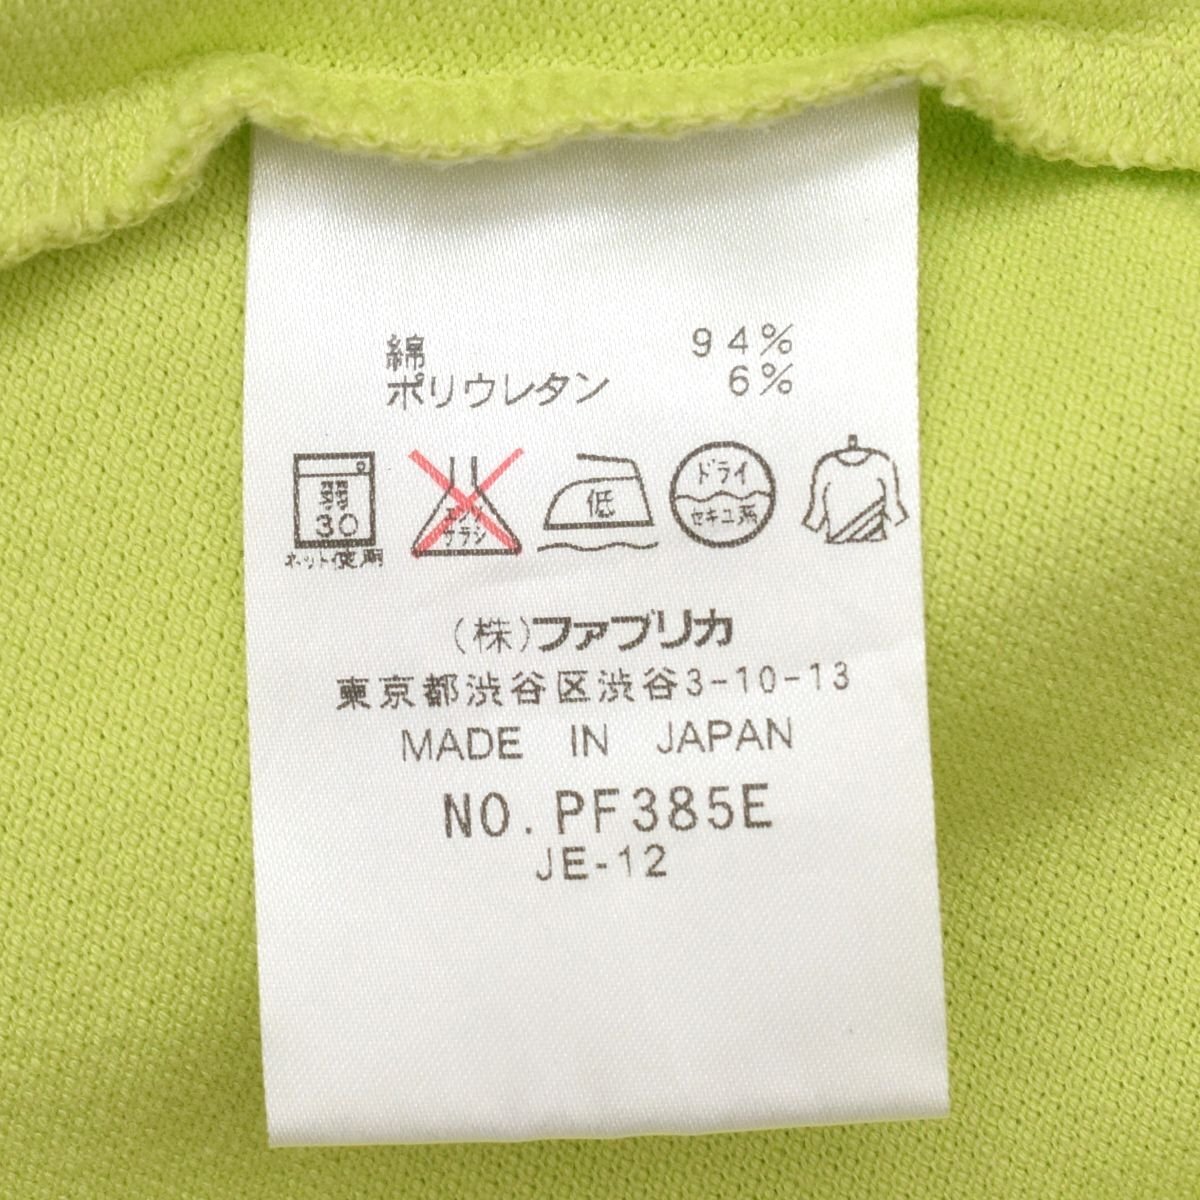 綿 94%
ポリウレタン 6%
弱 30 エンソ サラシ 低 ドライ セキユ系
ネット使用
(株)ファブリカ
東京都渋谷区渋谷3-10-13
MADE IN JAPAN
NO.PF385E
JE-12